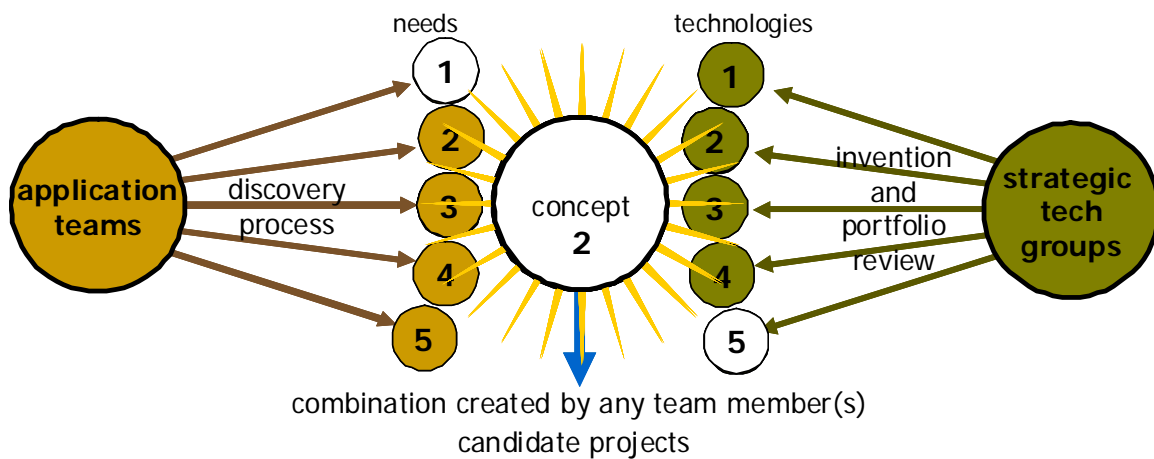 needs
technologies
1
2
3
4
5
application
teams
discovery
process
concept
2
1
2
3
4
5
invention
and
portfolio
review
strategic
tech
groups
combination created by any team member(s)
candidate projects